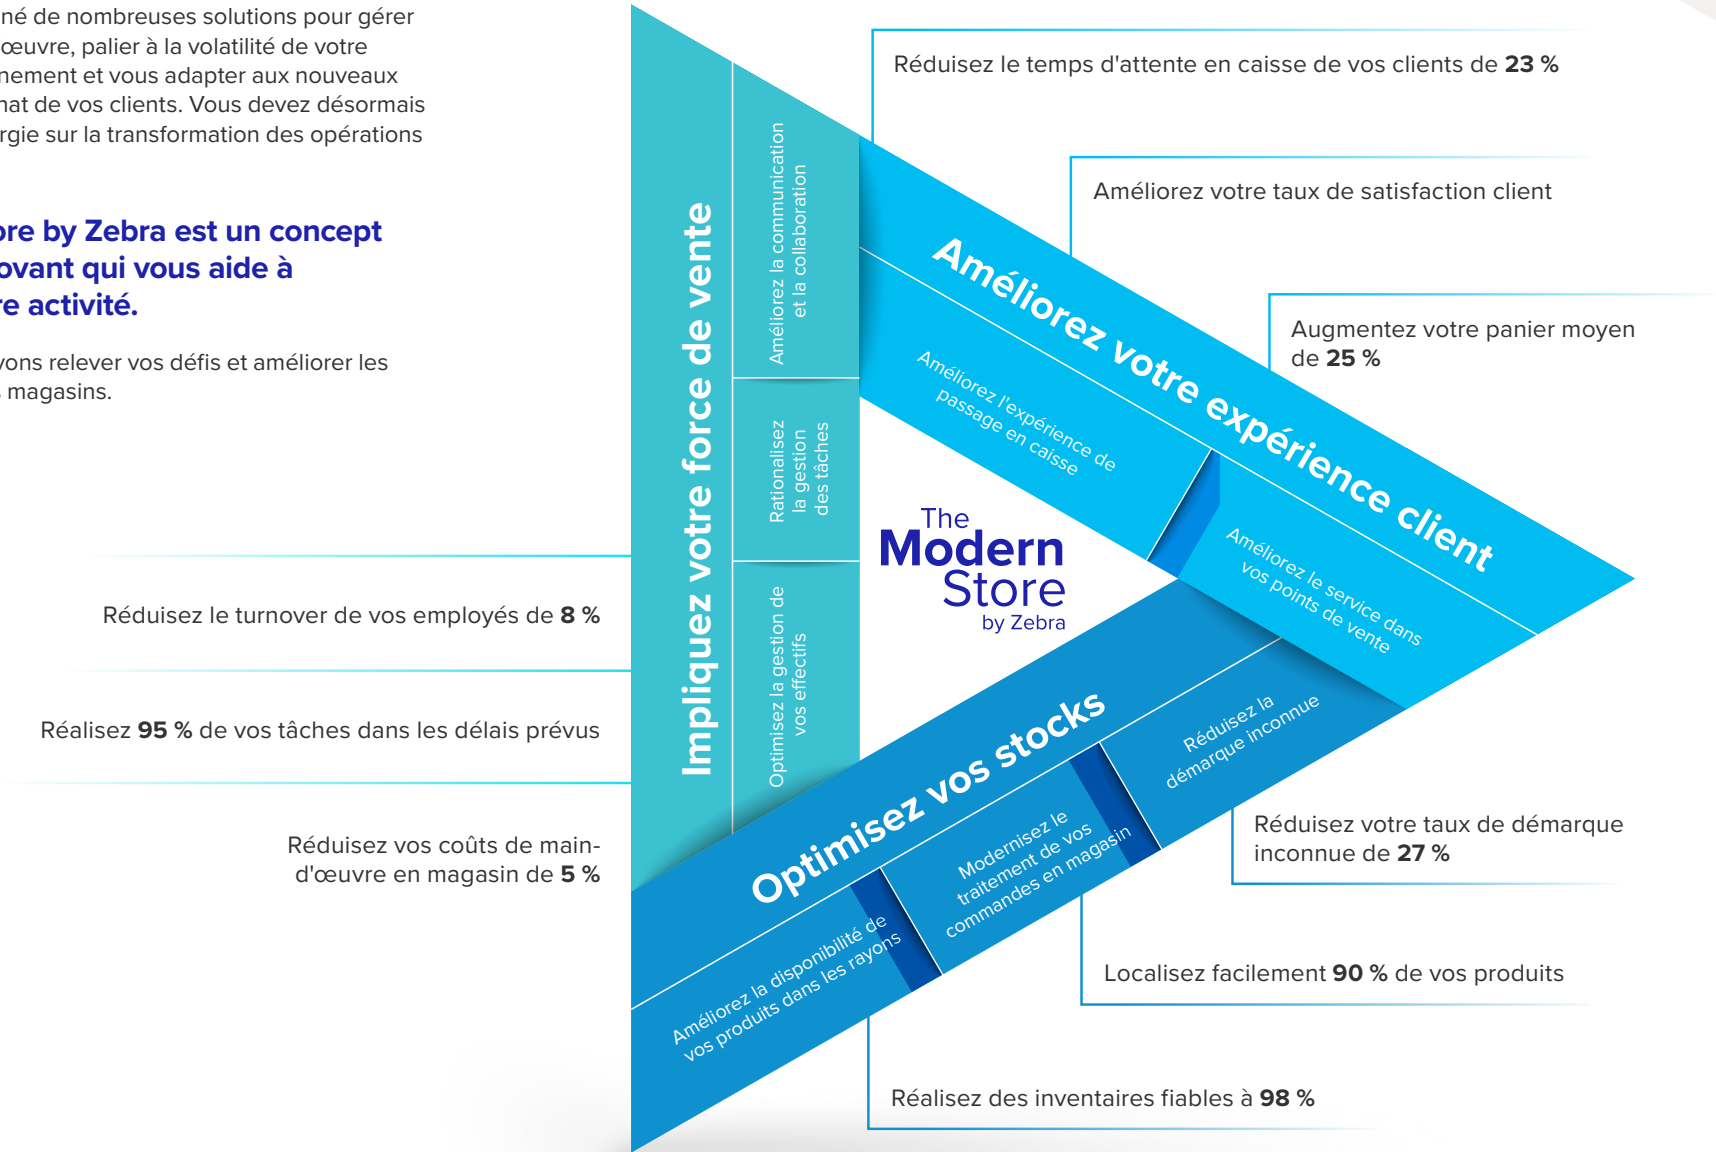 né de nombreuses solutions pour gérer
'œuvre, palier à la volatilité de votre
nement et vous adapter aux nouveaux
hat de vos clients. Vous devez désormais
rgie sur la transformation des opérations
ore by Zebra est un concept
ovant qui vous aide à
re activité.
vons relever vos défis et améliorer les
s magasins.
Réduisez le turnover de vos employés de 8 %
Réalisez 95 % de vos tâches dans les délais prévus
Réduisez vos coûts de main-
d'œuvre en magasin de 5 %
Impliquez votre force de vente
Améliorez la communication
et la collaboration
Rationalisez
la gestion
des tâches
Optimisez la gestion de
vos effectifs
The
Modern
Store
by Zebra
Améliorez votre expérience client
Améliorez l'expérience de
passage en caisse
Améliorez le service dans
vos points de vente
Réduisez le temps d'attente en caisse de vos clients de 23 %
Améliorez votre taux de satisfaction client
Augmentez votre panier moyen
de 25 %
Optimisez vos stocks
Améliorez la disponibilité de
vos produits dans les rayons
Modernisez le
traitement de vos
commandes en magasin
Réduisez la
démarque inconnue
Réduisez votre taux de démarque
inconnue de 27 %
Localisez facilement 90 % de vos produits
Réalisez des inventaires fiables à 98 %